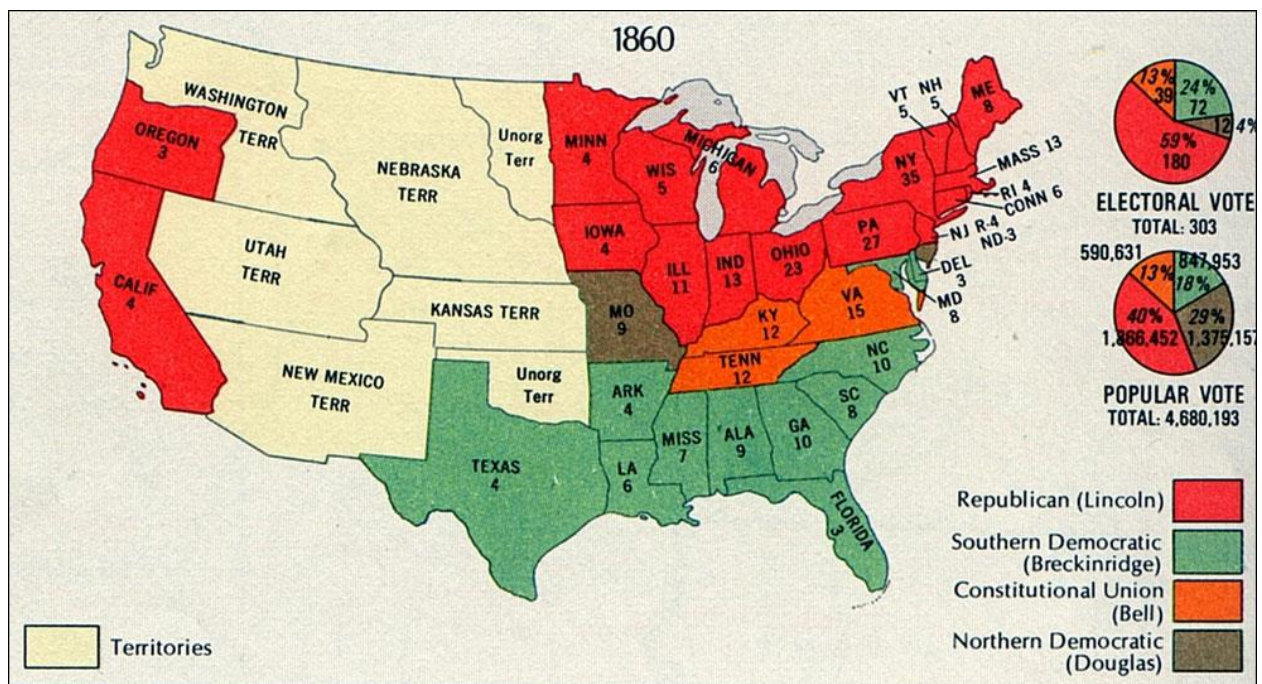 1860
WASHINGTON
TERR
OREGON
3
CALIF
4
NEBRASKA
TERR
Unorg
Terr
UTAH
TERR
KANSAS TERR
NEW MEXICO
TERR
Unorg
Terr
MINN
4
WIS
5
MICHIGAN
6
IOWA
4
ILL
11
IND
13
OHIO
23
PA
27
NY
35
VT
5
NH
5
ME
8
MASS 13
RI 4
CONN 6
NJ R-4
ND-3
DEL
3
MD
8
MO
9
KY
12
VA
15
TENN
12
NC
10
SC
8
GA
10
ALA
9
MISS
7
ARK
4
LA
6
TEXAS
4
FLORIDA
3
13%
39
24%
72
12 4%
59%
180
ELECTORAL VOTE
TOTAL: 303
590,631
847,953
13%
18%
40%
29%
1,866,452
1,375,157
POPULAR VOTE
TOTAL: 4,680,193
Republican (Lincoln)
Southern Democratic
(Breckinridge)
Constitutional Union
(Bell)
Northern Democratic
(Douglas)
Territories